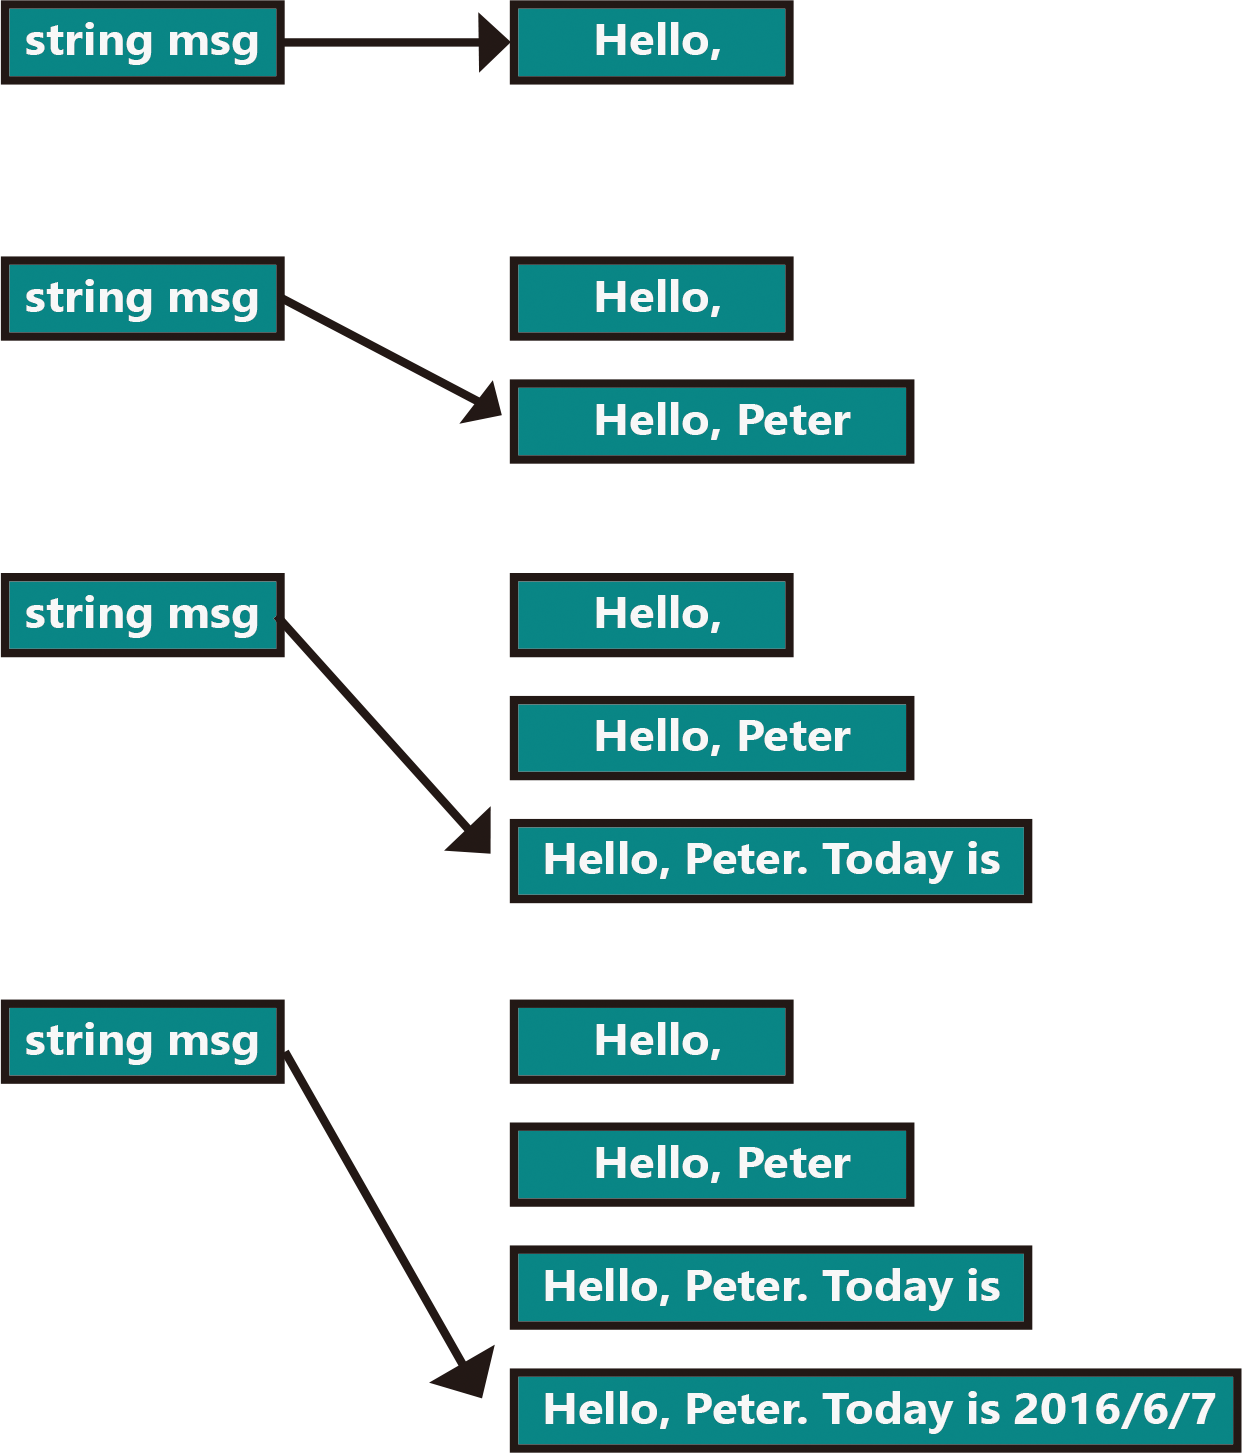 string msg
Hello,
string msg
Hello,
Hello, Peter
string msg
Hello,
Hello, Peter
Hello, Peter. Today is
string msg
Hello,
Hello, Peter
Hello, Peter. Today is
Hello, Peter. Today is 2016/6/7